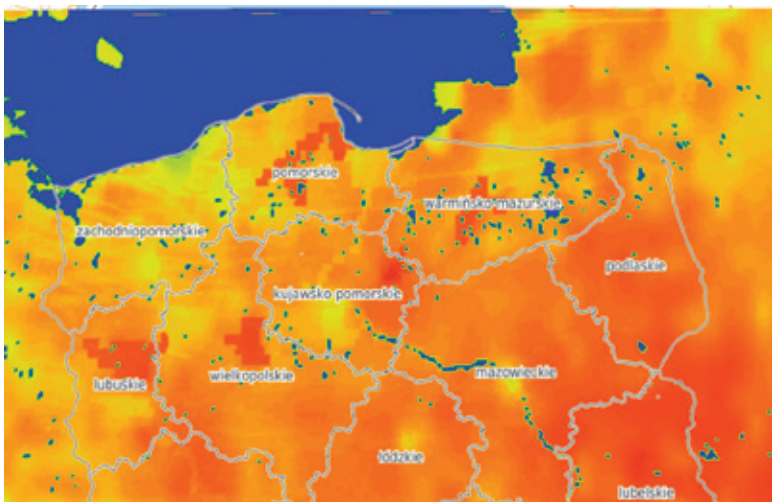 pomorskie
warmińsko-mazurskie
zachodniopomorskie
podlaskie
kujawsko-pomorskie
mazowieckie
wielkopolskie
lubuskie
łódzkie
lubelskie